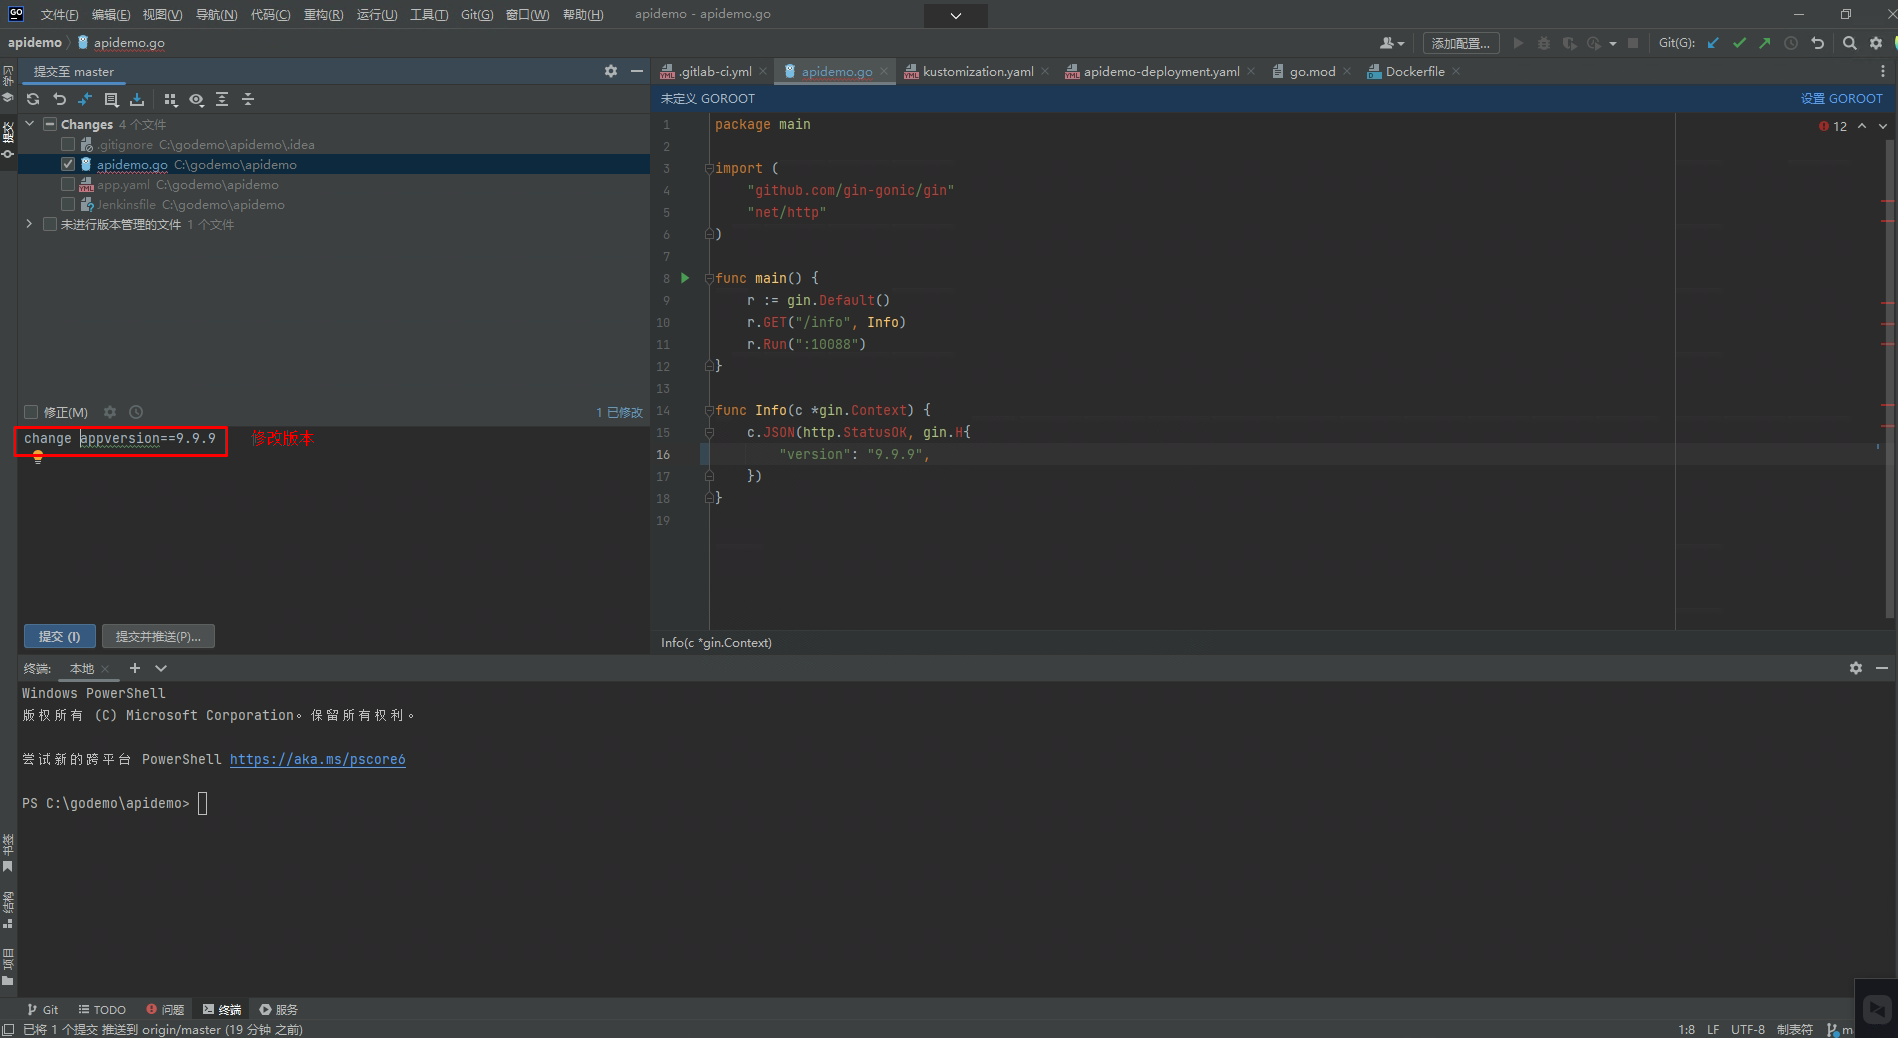 GO 文件(F) 编辑(E) 视图(V) 导航(N) 代码(C) 重构(R) 运行(U) 工具(T) Git(G) 窗口(W) 帮助(H) apidemo - apidemo.go
apidemo apidemo.go 添加配置... Git(G):
学习
提交
提交至 master
Changes 4 个文件
.gitignore C:\godemo\apidemo\.idea
apidemo.go C:\godemo\apidemo
app.yaml C:\godemo\apidemo
Jenkinsfile C:\godemo\apidemo
未进行版本管理的文件 1 个文件
修正(M) 1 已修改
change appversion==9.9.9 修改版本
提交 (I) 提交并推送(P)...
.gitlab-ci.yml apidemo.go kustomization.yaml apidemo-deployment.yaml go.mod Dockerfile
未定义 GOROOT 设置 GOROOT
12
1 package main
2
3 import (
4 "github.com/gin-gonic/gin"
5 "net/http"
6 )
7
8 func main() {
9 r := gin.Default()
10 r.GET("/info", Info)
11 r.Run(":10088")
12 }
13
14 func Info(c *gin.Context) {
15 c.JSON(http.StatusOK, gin.H{
16 "version": "9.9.9",
17 })
18 }
19
Info(c *gin.Context)
终端: 本地
Windows PowerShell
版权所有 (C) Microsoft Corporation。保留所有权利。
尝试新的跨平台 PowerShell https://aka.ms/pscore6
PS C:\godemo\apidemo>
书签
结构
项目
Git TODO 问题 终端 服务
已将 1 个提交 推送到 origin/master (19 分钟 之前) 1:8 LF UTF-8 制表符 m